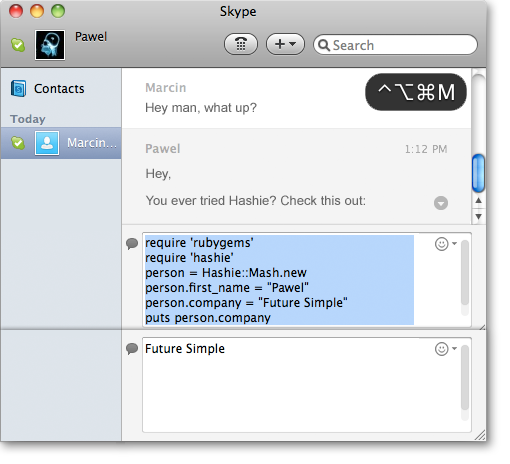 Skype
Pawel
Search
Contacts
Today
Marcin...
Marcin
^⌥⌘M
Hey man, what up?
Pawel
1:12 PM
Hey,
You ever tried Hashie? Check this out:
require 'rubygems'
require 'hashie'
person = Hashie::Mash.new
person.first_name = "Pawel"
person.company = "Future Simple"
puts person.company
Future Simple